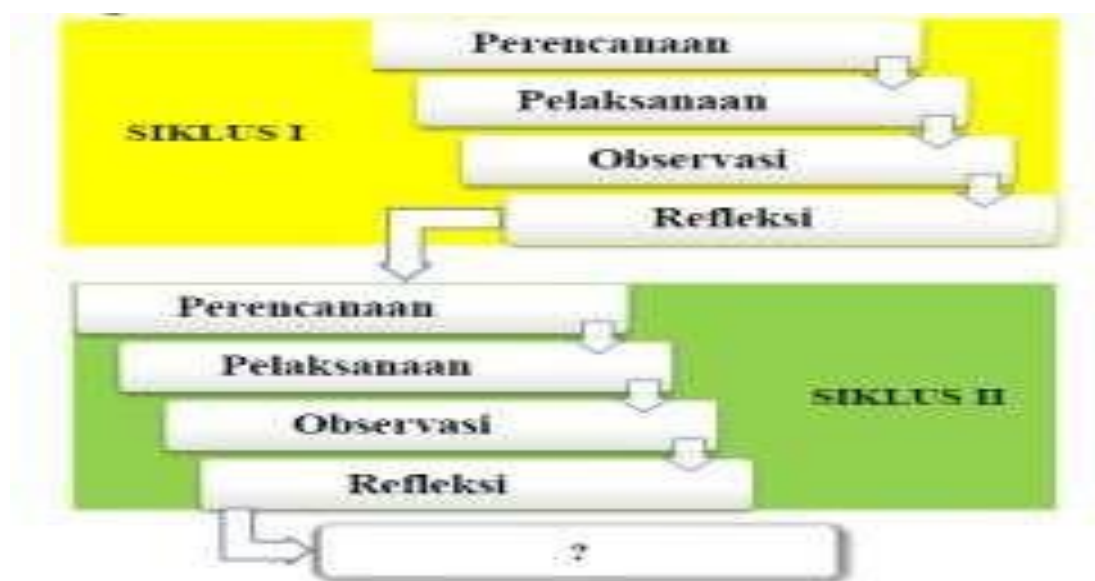 Perencanaan
Pelaksanaan
SIKLUS I
Observasi
Refleksi
Perencanaan
Pelaksanaan
SIKLUS II
Observasi
Refleksi
?